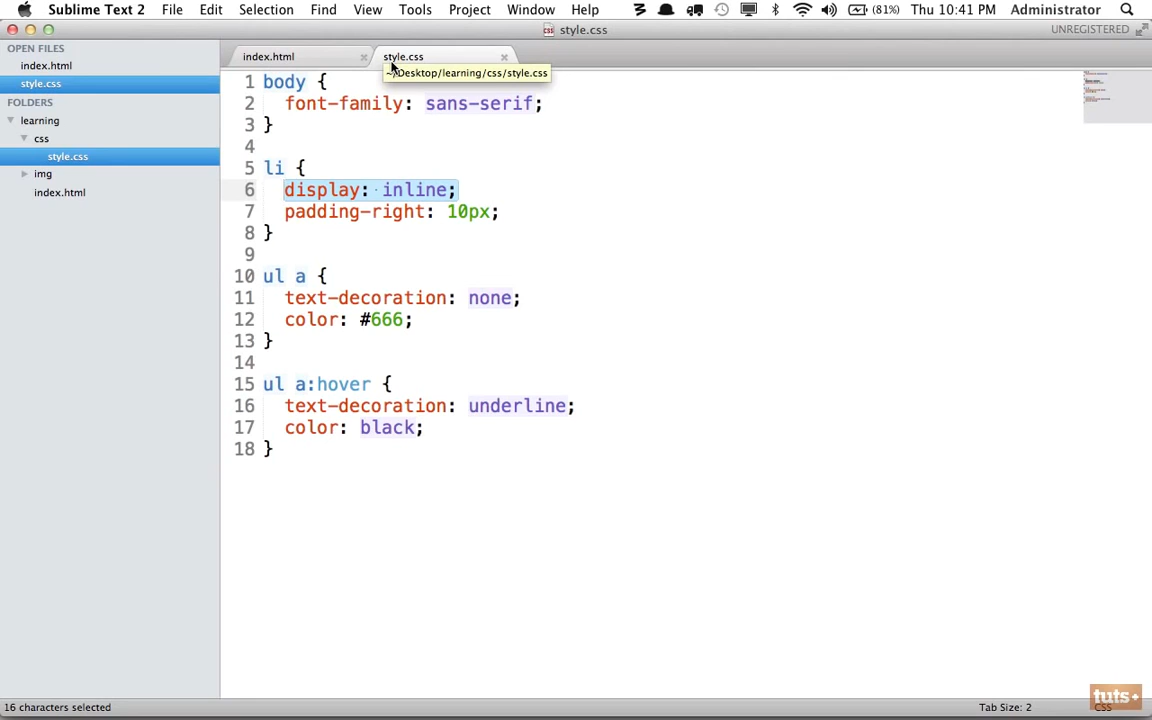 Sublime Text 2 File Edit Selection Find View Tools Project Window Help (81%) Thu 10:41 PM Administrator
style.css UNREGISTERED
OPEN FILES
index.html
style.css
FOLDERS
learning
css
style.css
img
index.html
index.html style.css
~/Desktop/learning/css/style.css
1 body {
2 font-family: sans-serif;
3 }
4
5 li {
6 display: inline;
7 padding-right: 10px;
8 }
9
10 ul a {
11 text-decoration: none;
12 color: #666;
13 }
14
15 ul a:hover {
16 text-decoration: underline;
17 color: black;
18 }
16 characters selected Tab Size: 2 CSS
tuts+